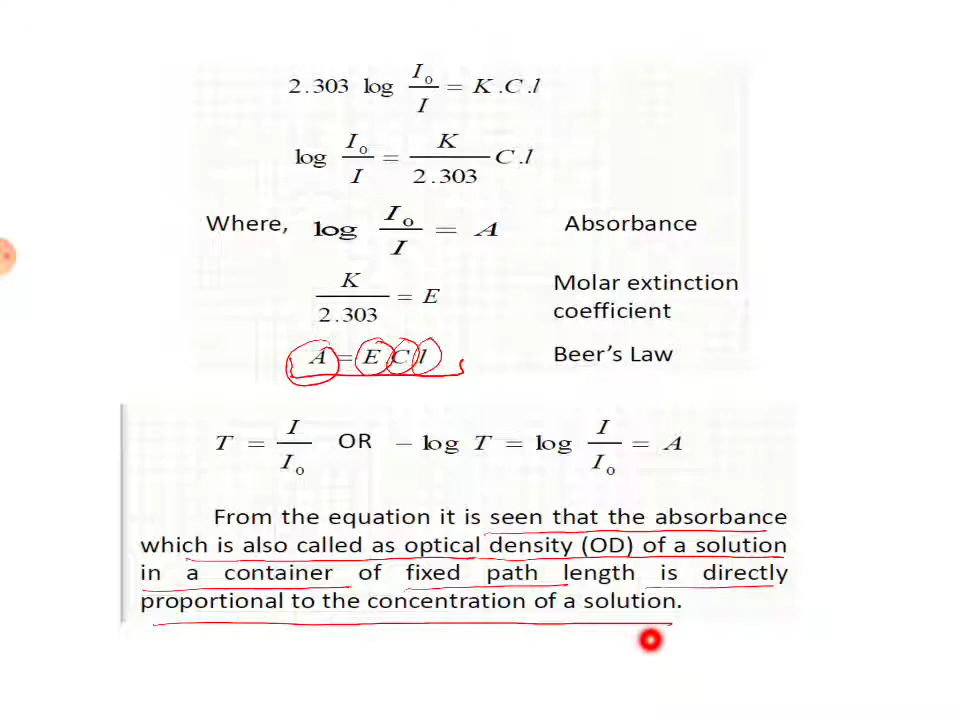 2.303 log I₀/I = K.C.l
log I₀/I = K/2.303 C.l
Where, log I₀/I = A Absorbance
K/2.303 = E Molar extinction
coefficient
A = E C l Beer's Law
T = I/I₀ OR − log T = log I/I₀ = A
From the equation it is seen that the absorbance
which is also called as optical density (OD) of a solution
in a container of fixed path length is directly
proportional to the concentration of a solution.